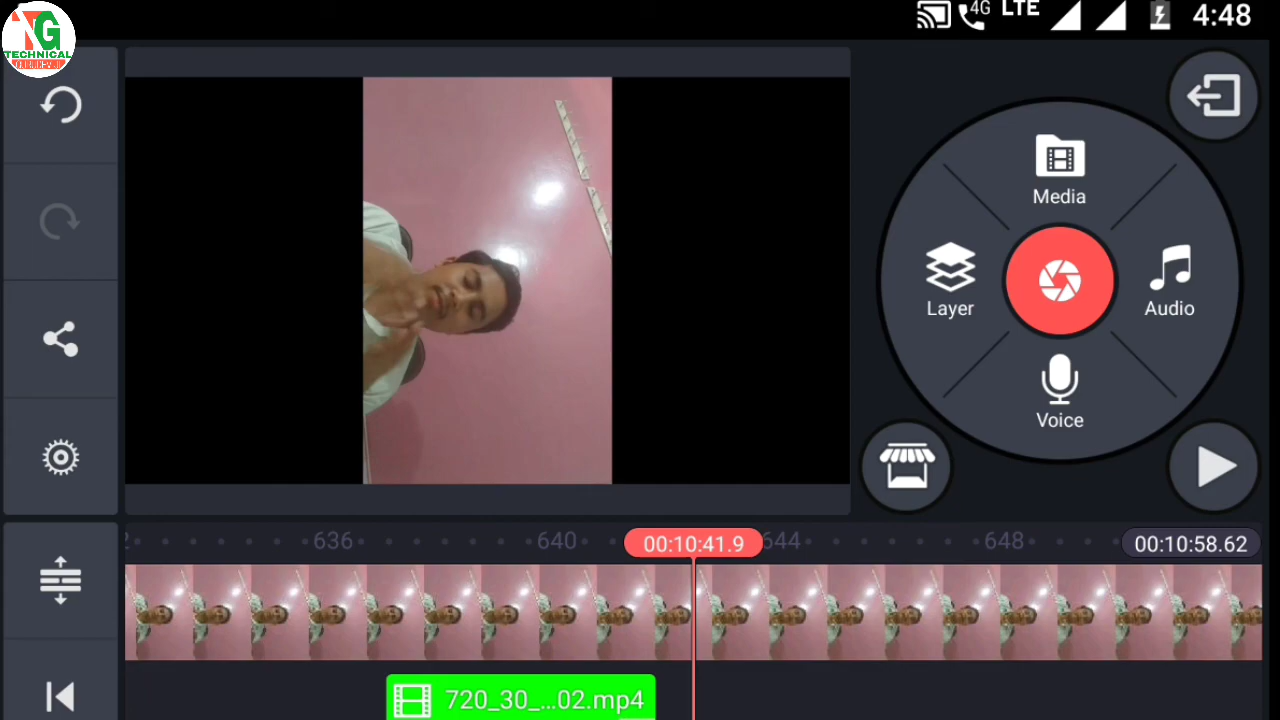 4G LTE 4:48
NG
TECHNICAL
Media
Layer
Audio
Voice
636 640 00:10:41.9 644 648 00:10:58.62
720_30_...02.mp4